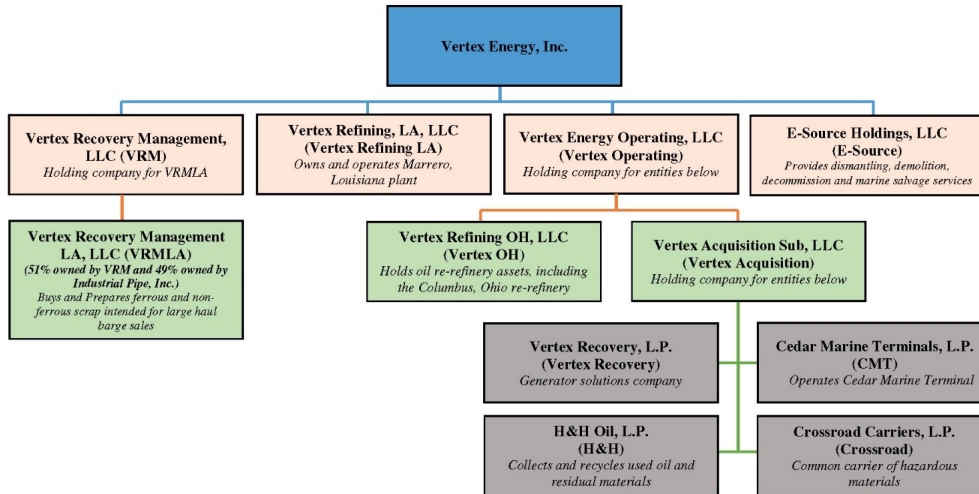 Vertex Energy, Inc.
Vertex Recovery Management,
LLC (VRM)
Holding company for VRMLA
Vertex Refining, LA, LLC
(Vertex Refining LA)
Owns and operates Marrero,
Louisiana plant
Vertex Energy Operating, LLC
(Vertex Operating)
Holding company for entities below
E-Source Holdings, LLC
(E-Source)
Provides dismantling, demolition,
decommission and marine salvage services
Vertex Recovery Management
LA, LLC (VRMLA)
(51% owned by VRM and 49% owned by
Industrial Pipe, Inc.)
Buys and Prepares ferrous and non-
ferrous scrap intended for large haul
barge sales
Vertex Refining OH, LLC
(Vertex OH)
Holds oil re-refinery assets, including
the Columbus, Ohio re-refinery
Vertex Acquisition Sub, LLC
(Vertex Acquisition)
Holding company for entities below
Vertex Recovery, L.P.
(Vertex Recovery)
Generator solutions company
Cedar Marine Terminals, L.P.
(CMT)
Operates Cedar Marine Terminal
H&H Oil, L.P.
(H&H)
Collects and recycles used oil and
residual materials
Crossroad Carriers, L.P.
(Crossroad)
Common carrier of hazardous
materials